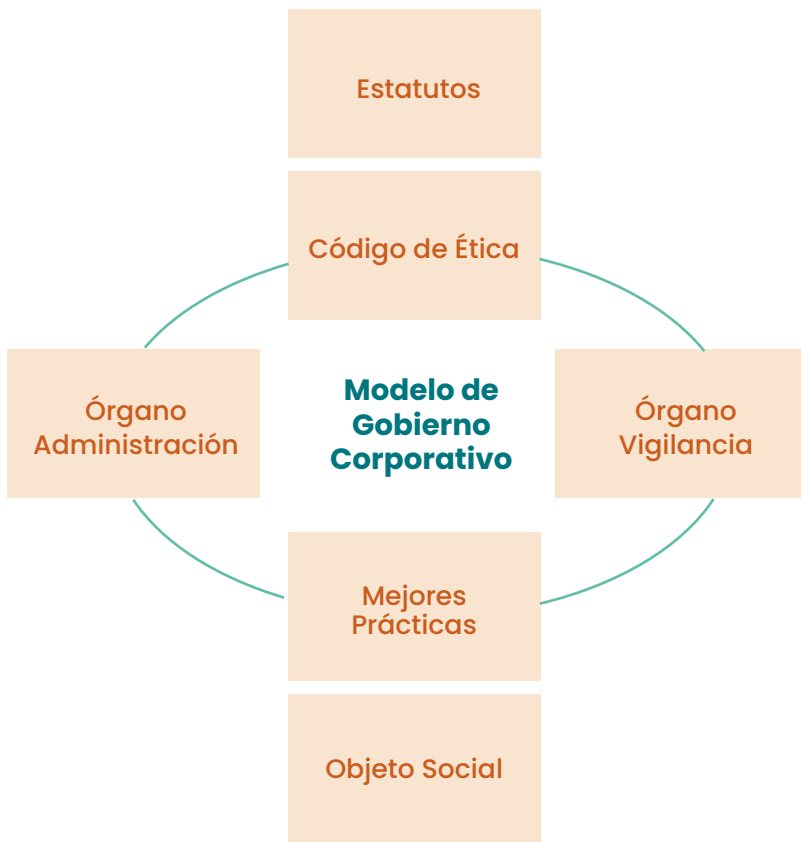 Estatutos
Código de Ética
Órgano
Administración
Modelo de
Gobierno
Corporativo
Órgano
Vigilancia
Mejores
Prácticas
Objeto Social